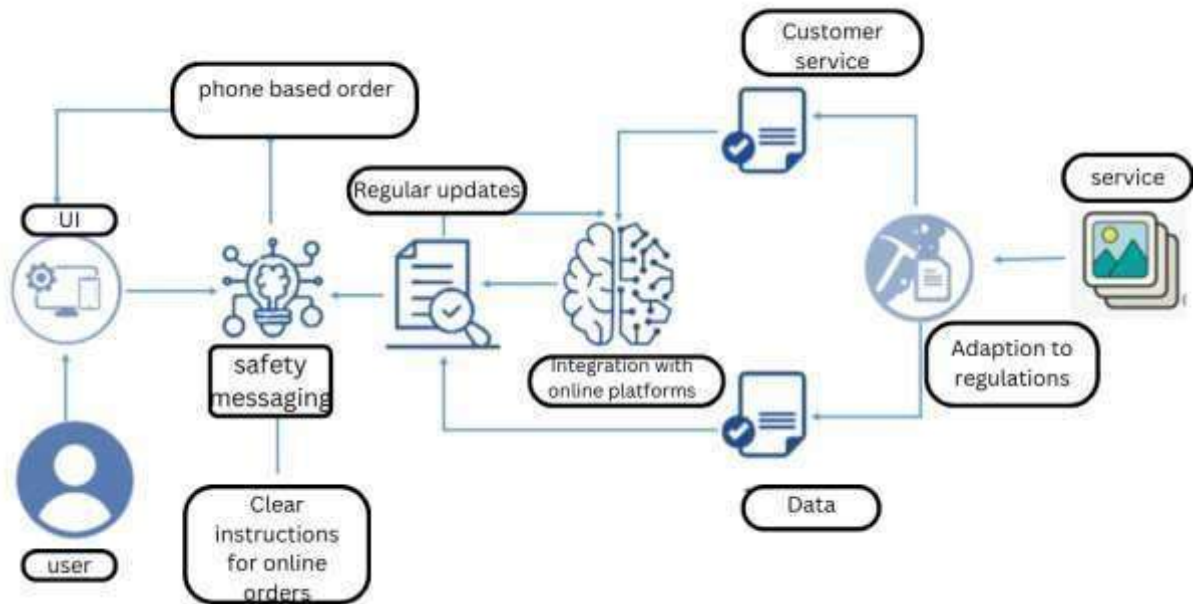 Customer
service
phone based order
Regular updates
service
UI
safety
messaging
Integration with
online platforms
Adaption to
regulations
Clear
instructions
for online
orders
Data
user